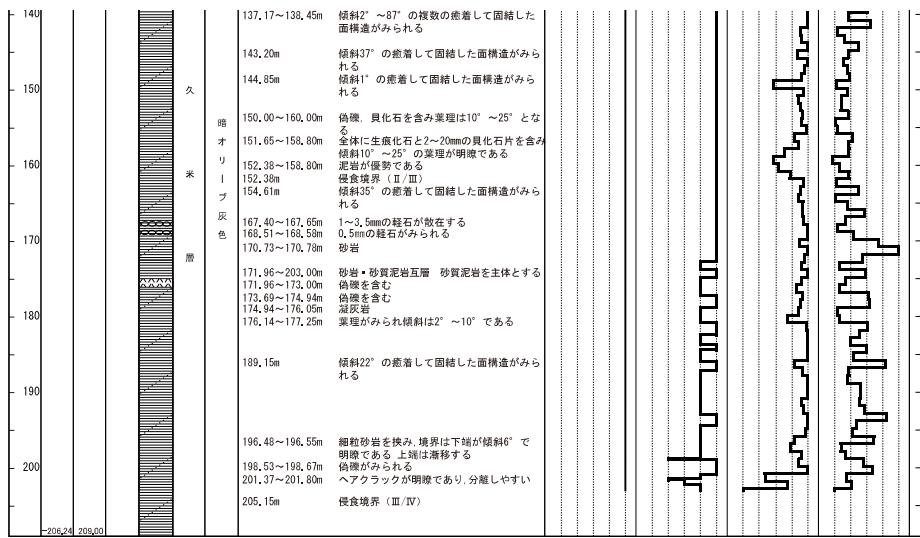 140
150
160
170
180
190
200
-206.24 209.00
久米層
暗オリーブ灰色
137.17～138.45m 傾斜2°～87°の複数の癒着して固結した
面構造がみられる
143.20m 傾斜37°の癒着して固結した面構造がみら
れる
144.85m 傾斜1°の癒着して固結した面構造がみら
れる
150.00～160.00m 偽礫，貝化石を含み葉理は10°～25°とな
る
151.65～158.80m 全体に生痕化石と2～20mmの貝化石片を含み
傾斜10°～25°の葉理が明瞭である
152.38～158.80m 泥岩が優勢である
152.38m 侵食境界（Ⅱ/Ⅲ）
154.61m 傾斜35°の癒着して固結した面構造がみら
れる
167.40～167.65m 1～3.5mmの軽石が散在する
168.51～168.58m 0.5mmの軽石がみられる
170.73～170.78m 砂岩
171.96～203.00m 砂岩・砂質泥岩互層 砂質泥岩を主体とする
171.96～173.00m 偽礫を含む
173.69～174.94m 偽礫を含む
174.94～176.05m 凝灰岩
176.14～177.25m 葉理がみられ傾斜は2°～10°である
189.15m 傾斜22°の癒着して固結した面構造がみら
れる
196.48～196.55m 細粒砂岩を挟み，境界は下端が傾斜6°で
明瞭である 上端は漸移する
198.53～198.67m 偽礫がみられる
201.37～201.80m ヘアクラックが明瞭であり，分離しやすい
205.15m 侵食境界（Ⅲ/Ⅳ）